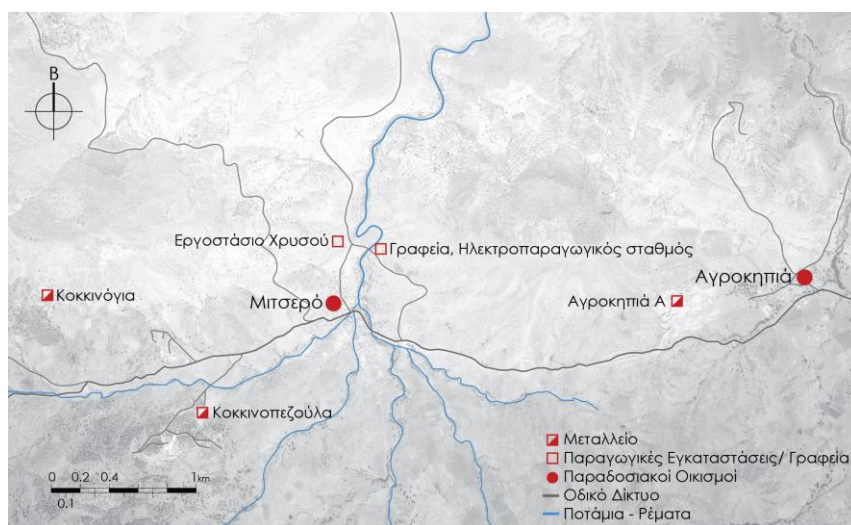 Β
Εργοστάσιο Χρυσού
Γραφεία, Ηλεκτροπαραγωγικός σταθμός
Κοκκινόγια
Μιτσερό
Αγροκηπιά Α
Αγροκηπιά
Κοκκινοπεζούλα
0 0.2 0.4 1km
0.1
Μεταλλείο
Παραγωγικές Εγκαταστάσεις/ Γραφεία
Παραδοσιακοί Οικισμοί
Οδικό Δίκτυο
Ποτάμια - Ρέματα